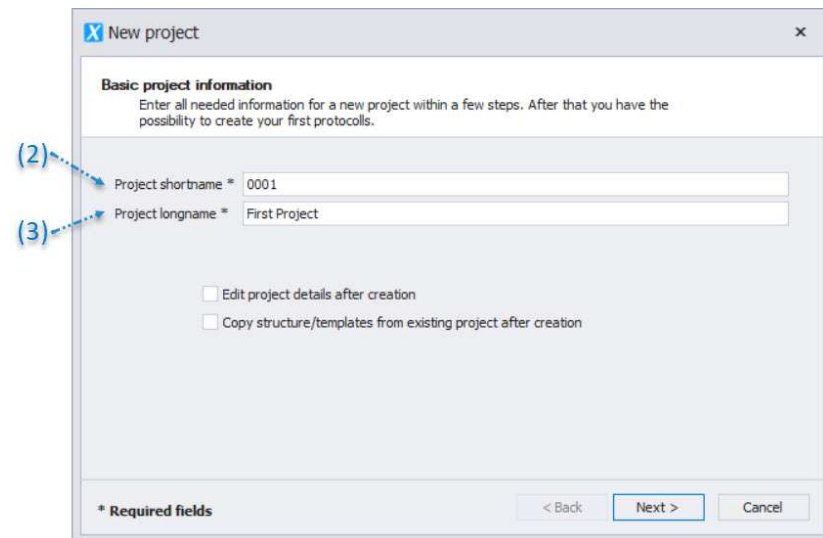 X New project
Basic project information
Enter all needed information for a new project within a few steps. After that you have the
possibility to create your first protocolls.
(2)
Project shortname * 0001
Project longname * First Project
(3)
Edit project details after creation
Copy structure/templates from existing project after creation
* Required fields < Back Next > Cancel